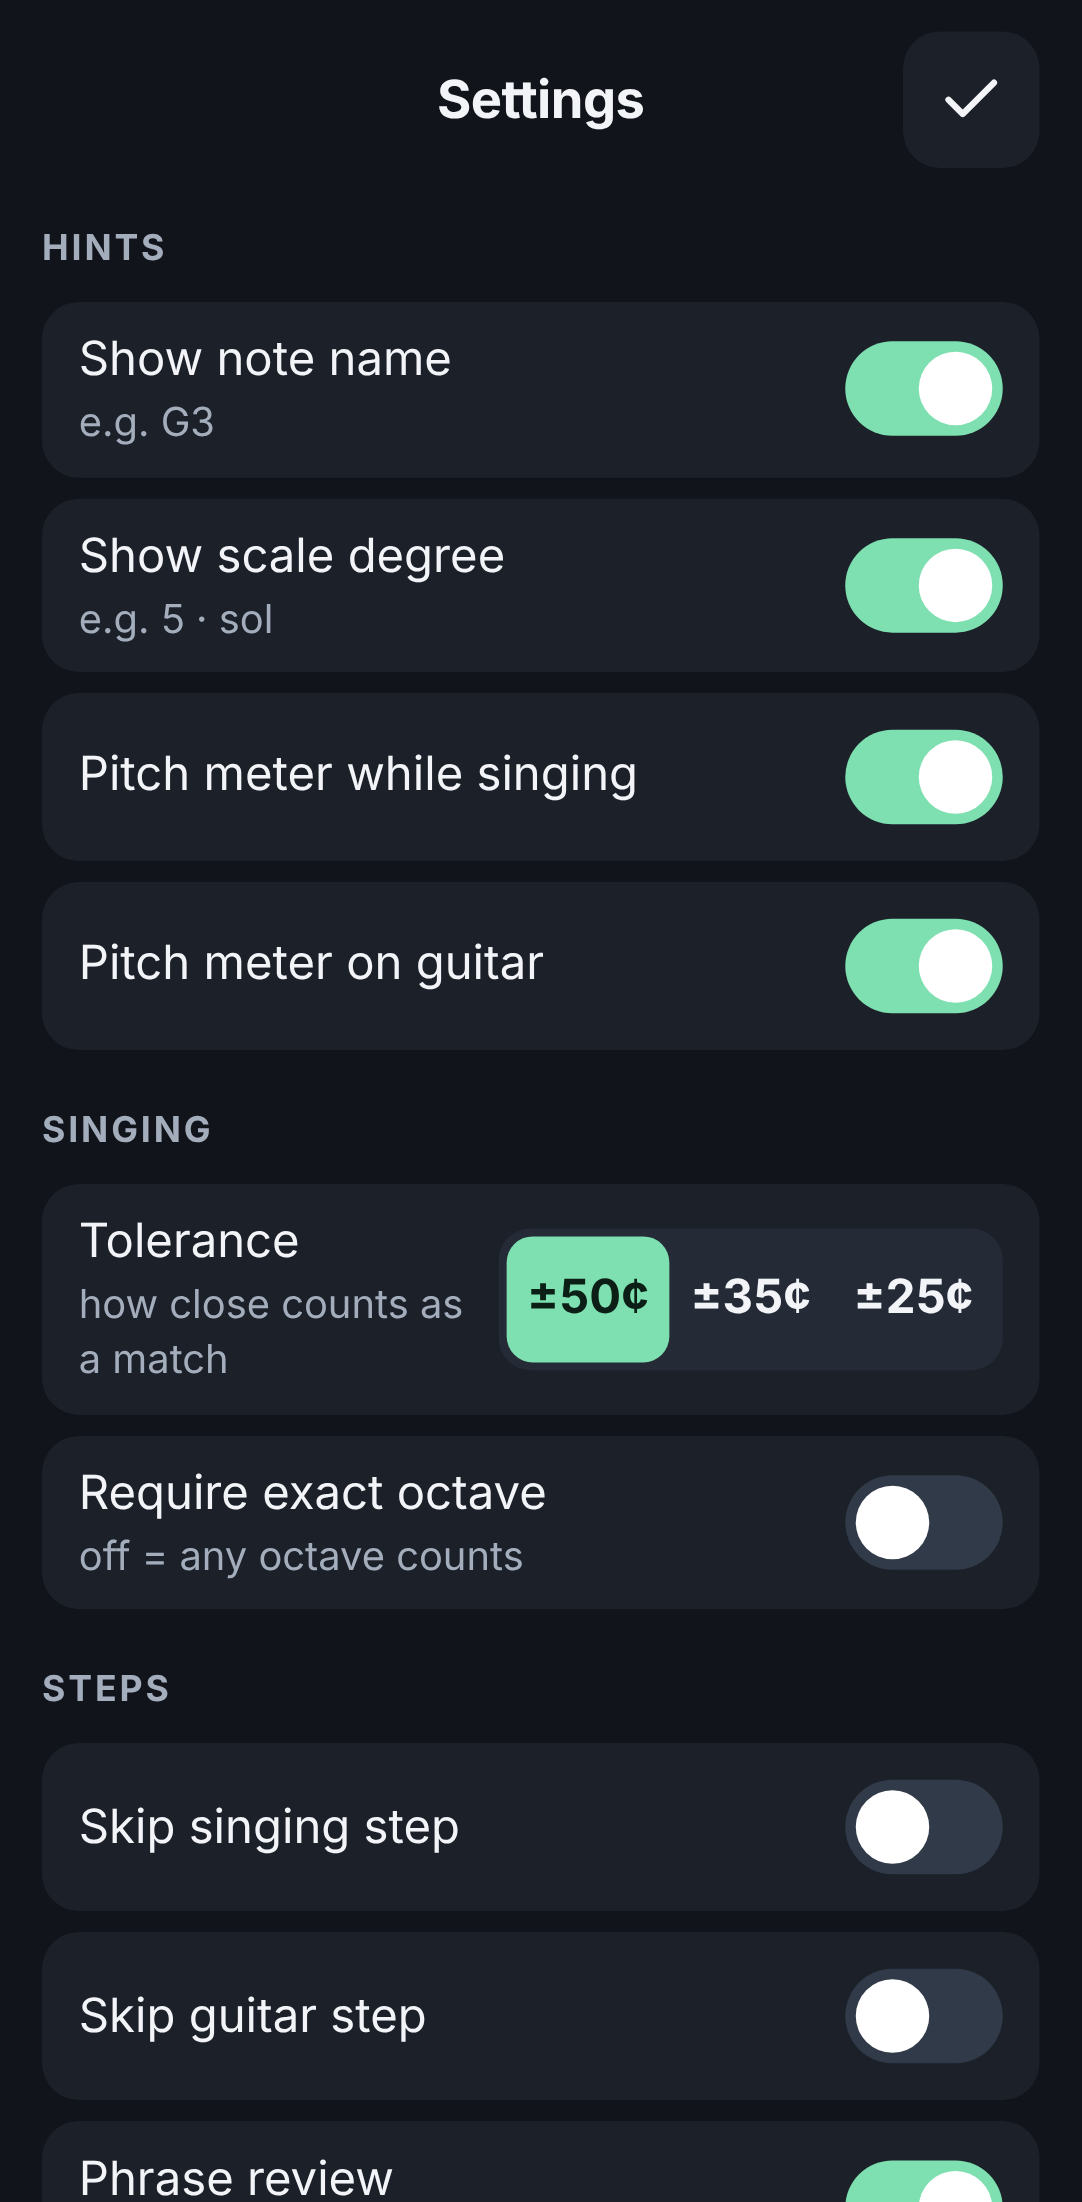 Settings
HINTS
Show note name
e.g. G3
Show scale degree
e.g. 5 · sol
Pitch meter while singing
Pitch meter on guitar
SINGING
Tolerance
how close counts as
a match
±50¢ ±35¢ ±25¢
Require exact octave
off = any octave counts
STEPS
Skip singing step
Skip guitar step
Phrase review